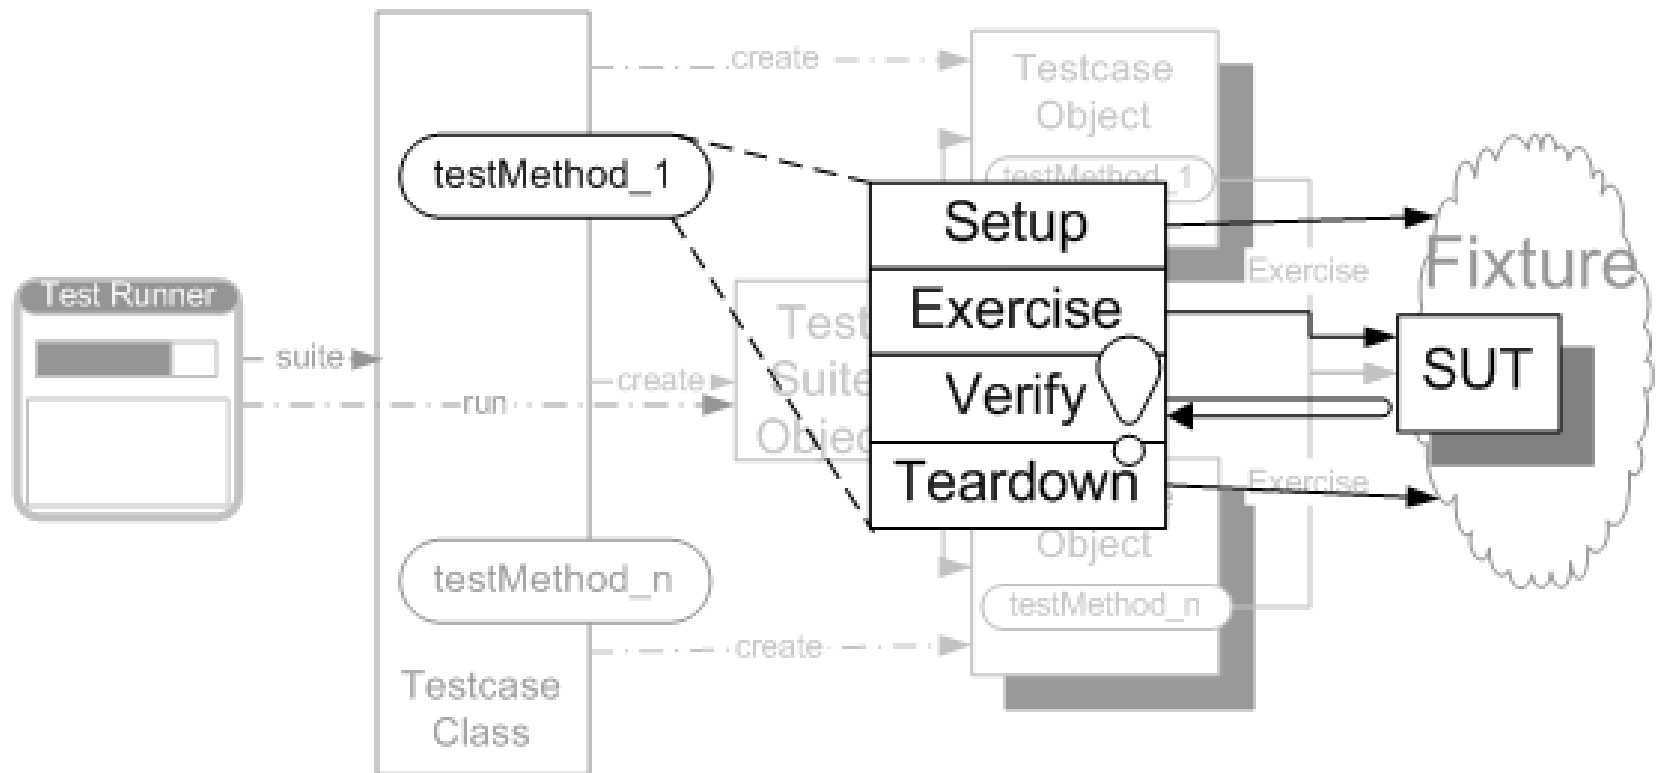 Test Runner
suite
run
testMethod_1
testMethod_n
Testcase
Class
create
create
create
Test
Suite
Object
Testcase
Object
testMethod_1
Setup
Exercise
Verify
Teardown
Object
testMethod_n
Exercise
Exercise
Fixture
SUT